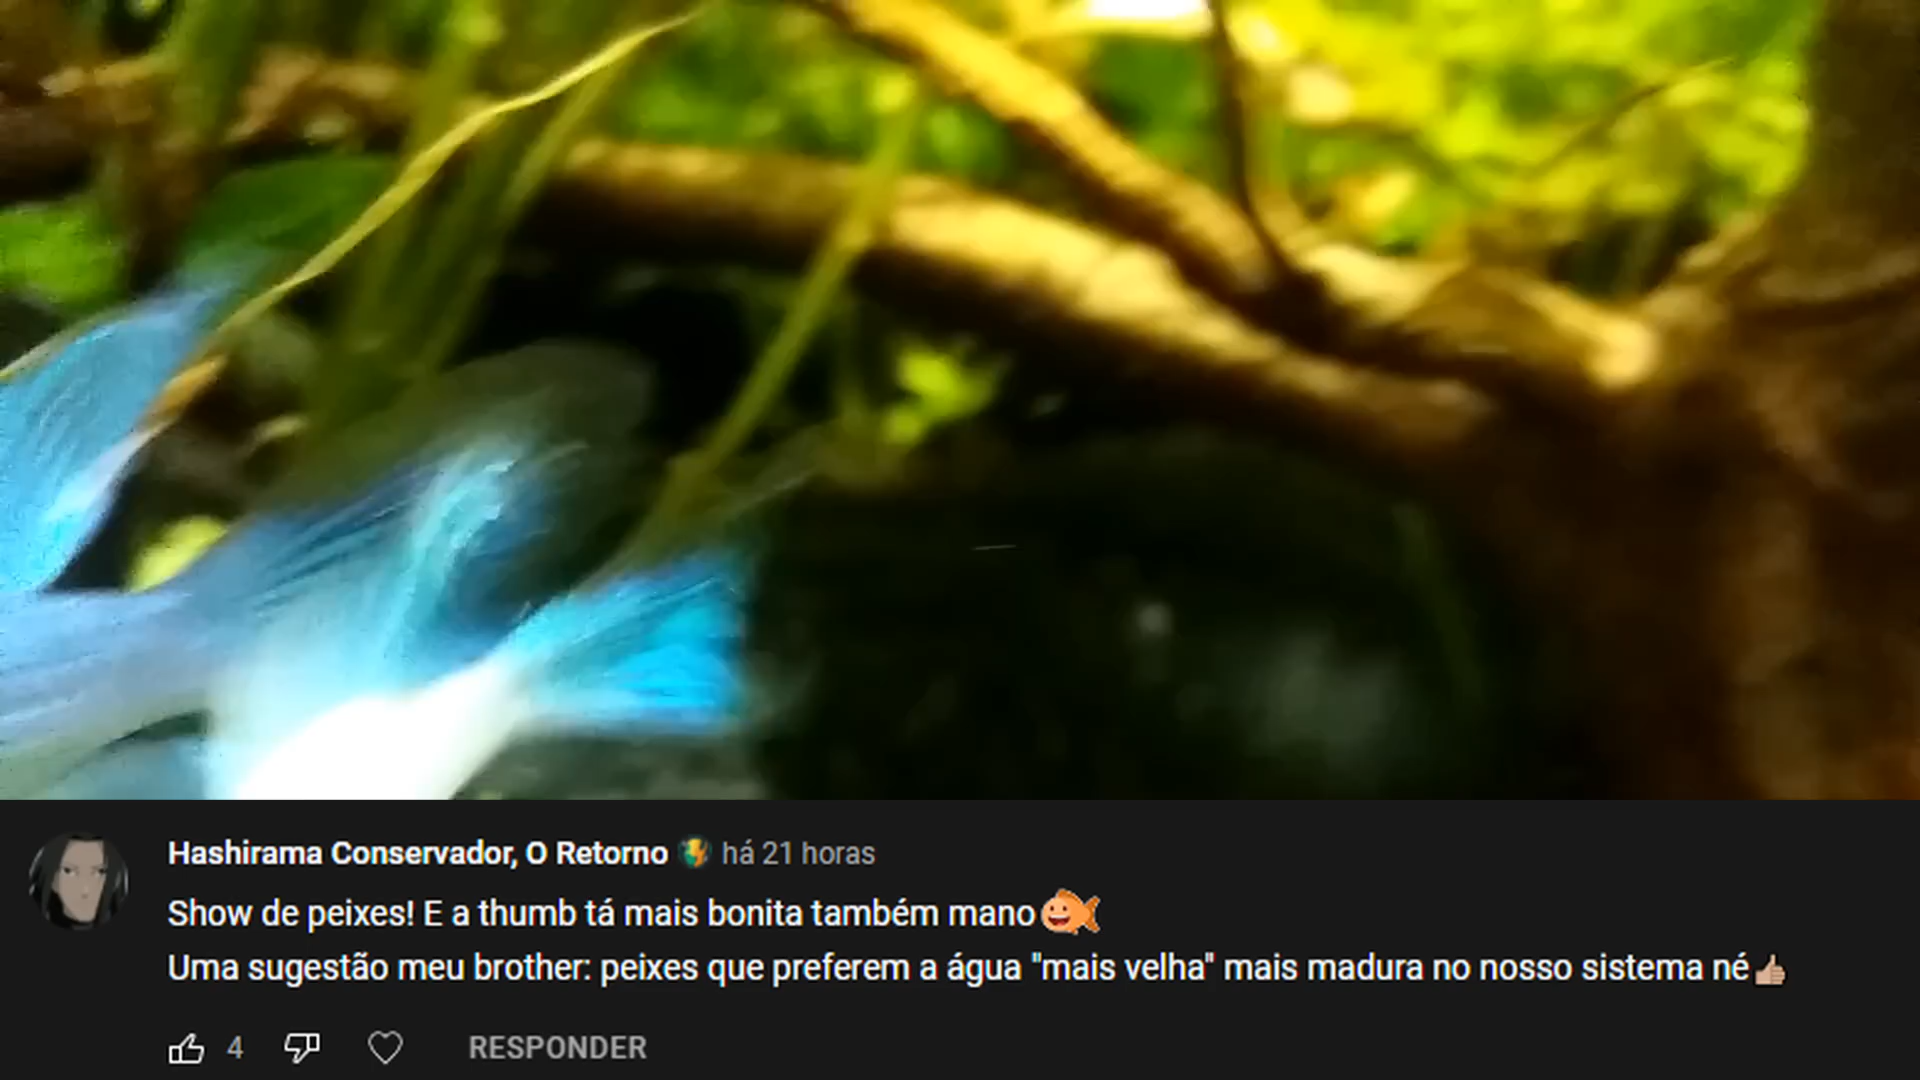 Hashirama Conservador, O Retorno há 21 horas
Show de peixes! E a thumb tá mais bonita também mano
Uma sugestão meu brother: peixes que preferem a água "mais velha" mais madura no nosso sistema né
4 RESPONDER